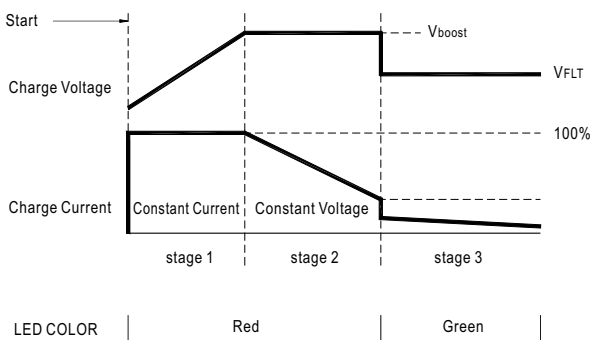 Start
Vboost
Charge Voltage
VFLT
100%
Charge Current
Constant Current
Constant Voltage
stage 1
stage 2
stage 3
LED COLOR
Red
Green